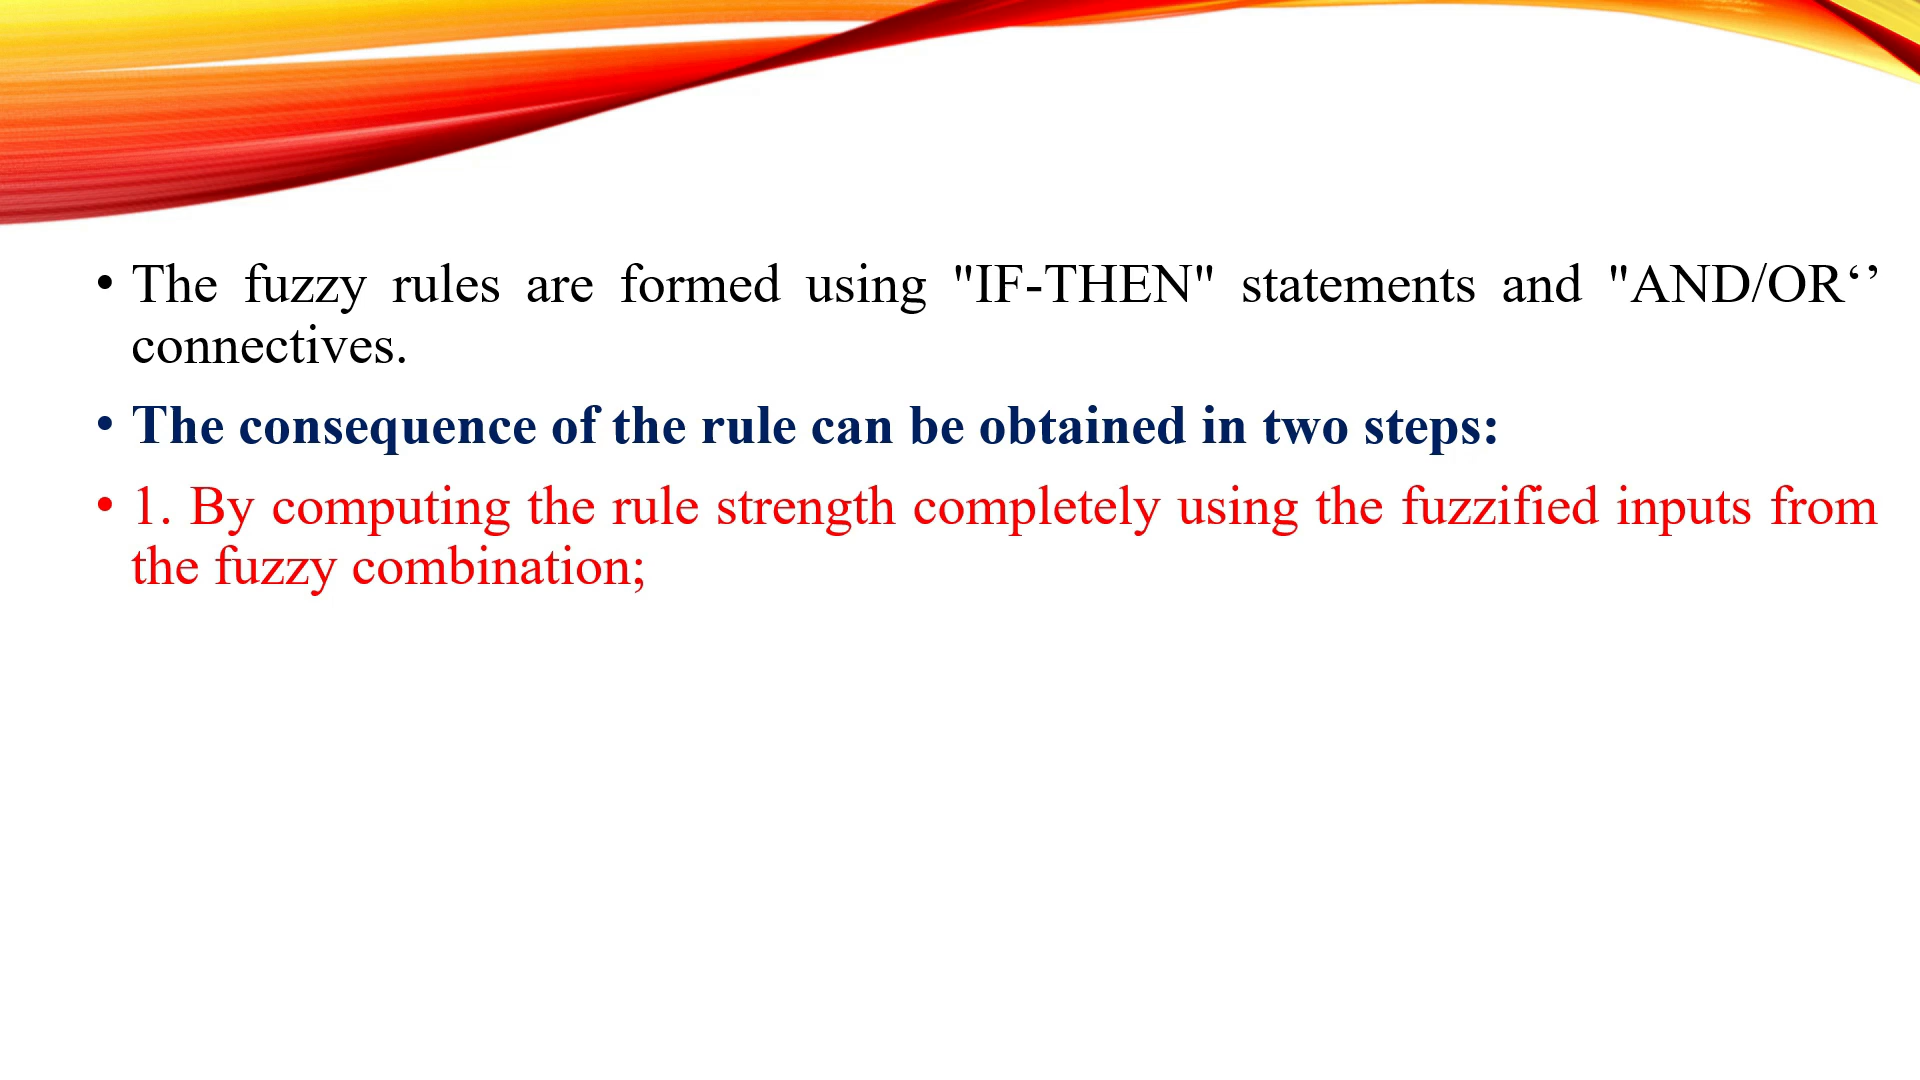 • The fuzzy rules are formed using "IF-THEN" statements and "AND/OR‘’
connectives.
• The consequence of the rule can be obtained in two steps:
• 1. By computing the rule strength completely using the fuzzified inputs from
the fuzzy combination;